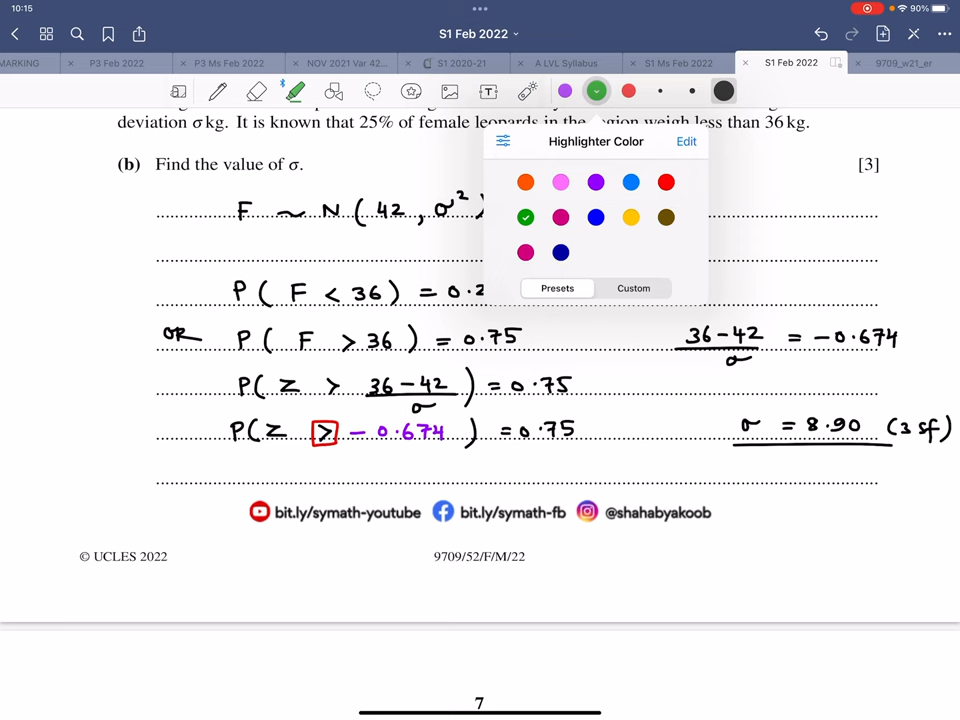 10:15
90%
S1 Feb 2022
MARKING
P3 Feb 2022
P3 Ms Feb 2022
NOV 2021 Var 42...
S1 2020-21
A LVL Syllabus
S1 Ms Feb 2022
S1 Feb 2022
9709_w21_er
deviation σ kg. It is known that 25% of female leopards in the region weigh less than 36 kg.
Highlighter Color
Edit
Presets
Custom
(b) Find the value of σ.
[3]
F ~ N ( 42 , σ² )
P ( F < 36 ) = 0.2
OR P ( F > 36 ) = 0.75
36 – 42 / σ = – 0.674
P( Z > 36 – 42 / σ ) = 0.75
P( Z > – 0.674 ) = 0.75
σ = 8.90 (3 sf)
bit.ly/symath-youtube bit.ly/symath-fb @shahabyakoob
© UCLES 2022
9709/52/F/M/22
7